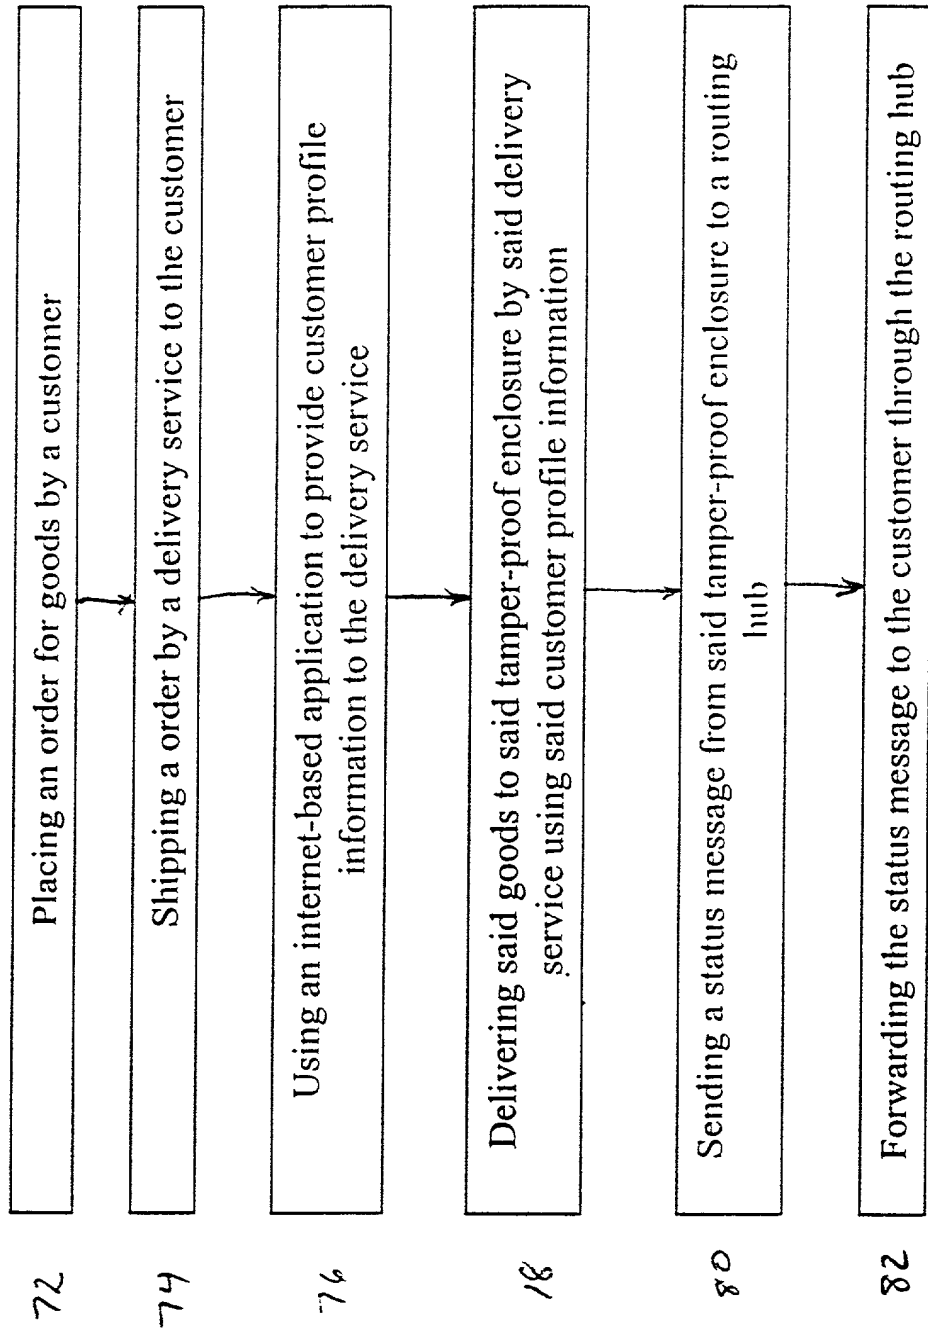 72
Placing an order for goods by a customer
74
Shipping a order by a delivery service to the customer
76
Using an internet-based application to provide customer profile
information to the delivery service
78
Delivering said goods to said tamper-proof enclosure by said delivery
service using said customer profile information
80
Sending a status message from said tamper-proof enclosure to a routing
hub
82
Forwarding the status message to the customer through the routing hub